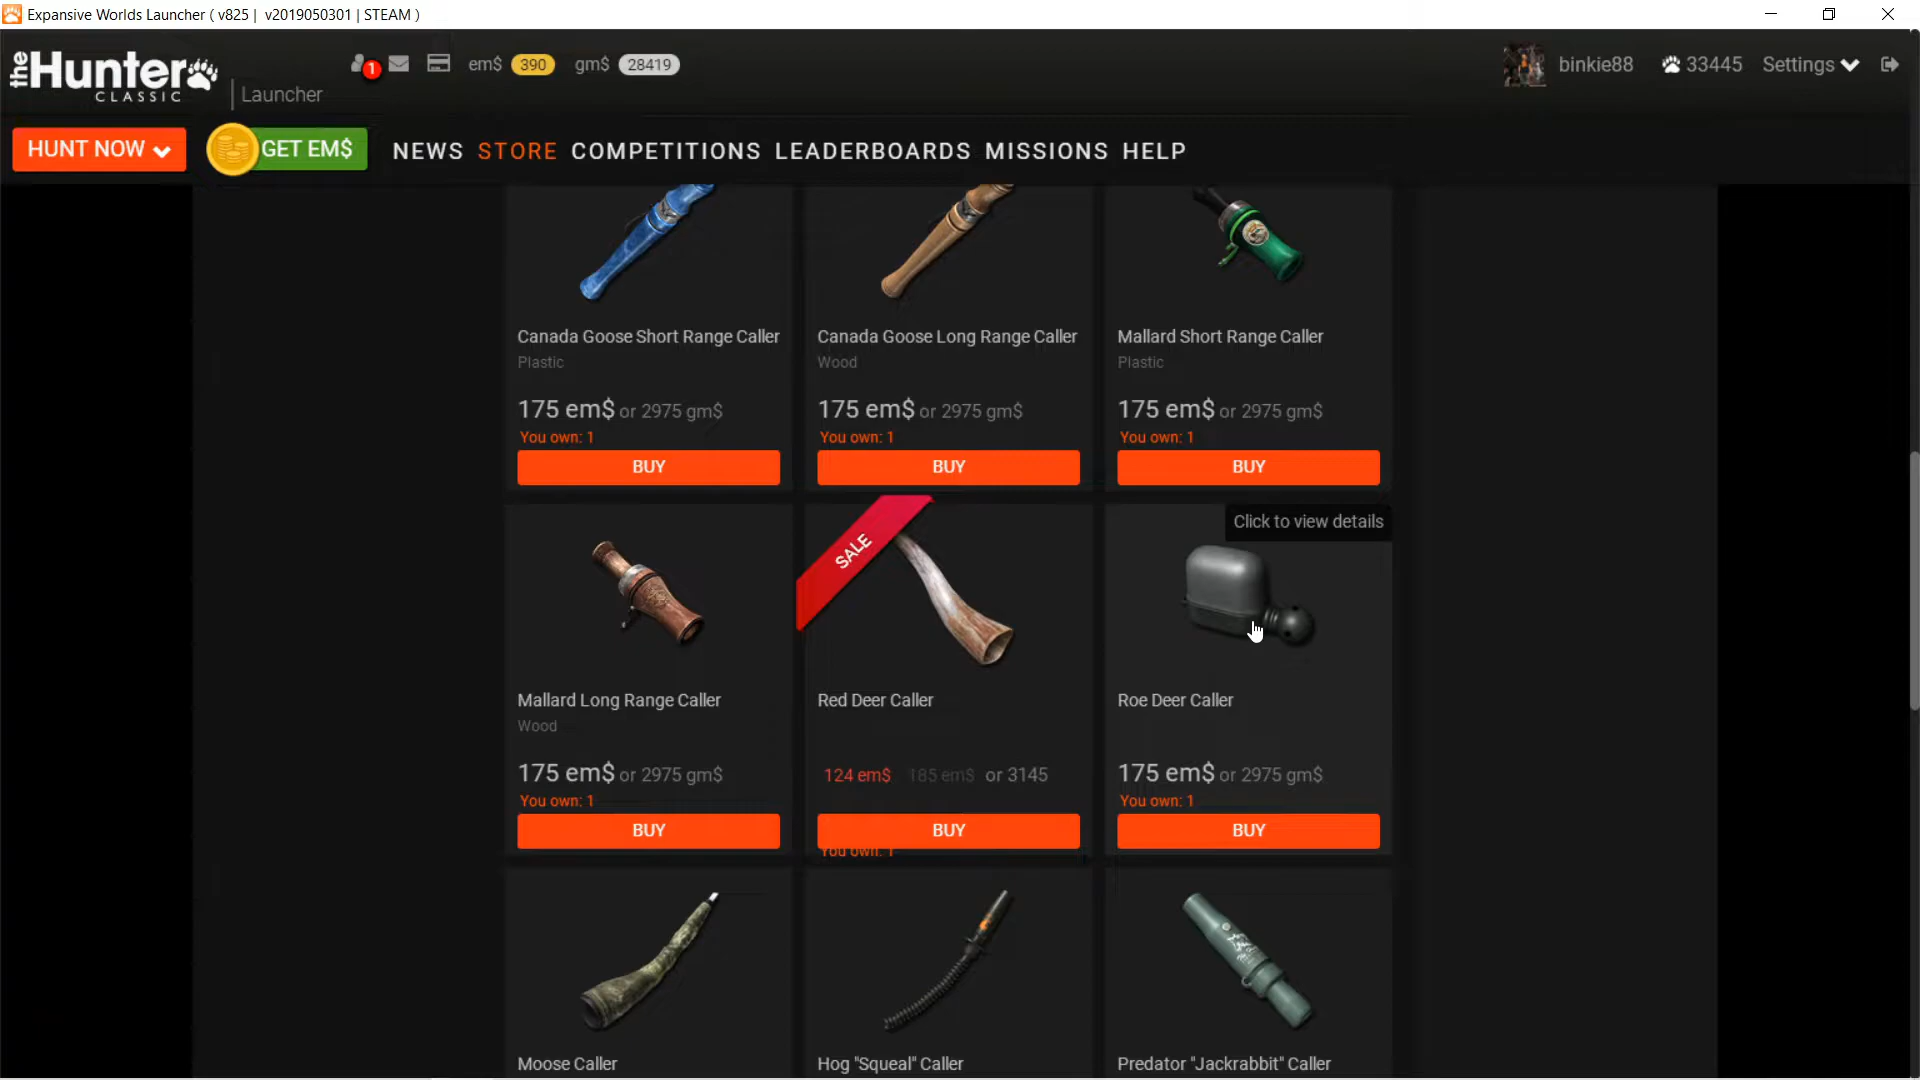 Expansive Worlds Launcher ( v825 | v2019050301 | STEAM )
theHunter CLASSIC
Launcher
1
em$ 390 gm$ 28419
binkie88 33445 Settings
HUNT NOW GET EM$ NEWS STORE COMPETITIONS LEADERBOARDS MISSIONS HELP
Canada Goose Short Range Caller
Plastic
175 em$ or 2975 gm$
You own: 1
BUY
Canada Goose Long Range Caller
Wood
175 em$ or 2975 gm$
You own: 1
BUY
Mallard Short Range Caller
Plastic
175 em$ or 2975 gm$
You own: 1
BUY
Mallard Long Range Caller
Wood
175 em$ or 2975 gm$
You own: 1
BUY
SALE
Red Deer Caller
124 em$ 185 em$ or 3145
BUY
You own: 1
Click to view details
Roe Deer Caller
175 em$ or 2975 gm$
You own: 1
BUY
Moose Caller
Hog "Squeal" Caller
Predator "Jackrabbit" Caller